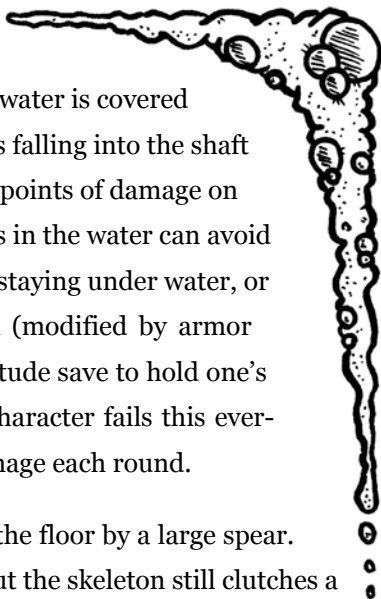 water is covered
s falling into the shaft
points of damage on
s in the water can avoid
staying under water, or
(modified by armor
tude save to hold one's
haracter fails this ever-
nage each round.
the floor by a large spear.
ut the skeleton still clutches a